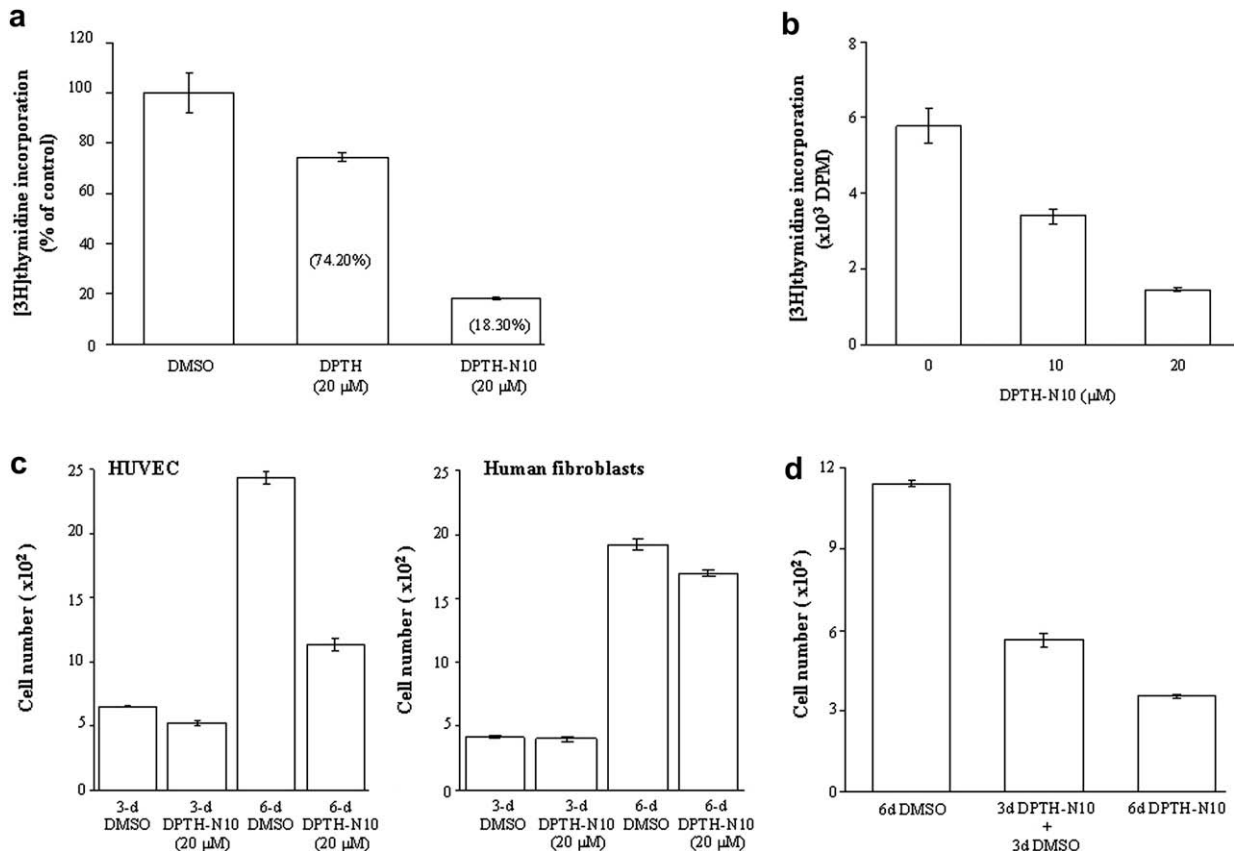 a
[3H]thymidine incorporation
(% of control)
120
100
80
60
40
20
0
(74.20%)
(18.30%)
DMSO
DPTH
(20 μM)
DPTH-N10
(20 μM)
b
[3H]thymidine incorporation
(x10³ DPM)
8
6
4
2
0
0
10
20
DPTH-N10 (μM)
c
HUVEC
Cell number ( x10²)
25
20
15
10
5
0
3-d
DMSO
3-d
DPTH-N10
(20 μM)
6-d
DMSO
6-d
DPTH-N10
(20 μM)
Human fibroblasts
Cell number ( x10²)
25
20
15
10
5
0
3-d
DMSO
3-d
DPTH-N10
(20 μM)
6-d
DMSO
6-d
DPTH-N10
(20 μM)
d
Cell number ( x10²)
12
9
6
3
0
6d DMSO
3d DPTH-N10
+
3d DMSO
6d DPTH-N10